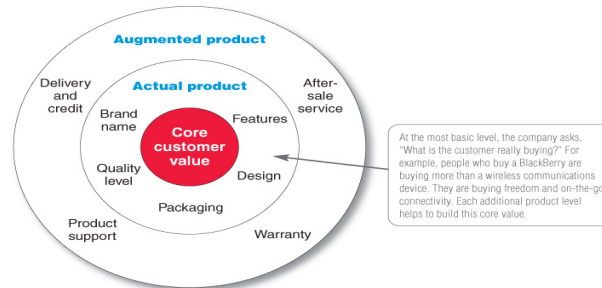 Augmented product
Delivery
and
credit
After-
sale
service
Actual product
Brand
name
Features
Core
customer
value
Quality
level
Design
Packaging
Product
support
Warranty
At the most basic level, the company asks,
“What is the customer really buying?” For
example, people who buy a BlackBerry are
buying more than a wireless communications
device. They are buying freedom and on-the-go
connectivity. Each additional product level
helps to build this core value.